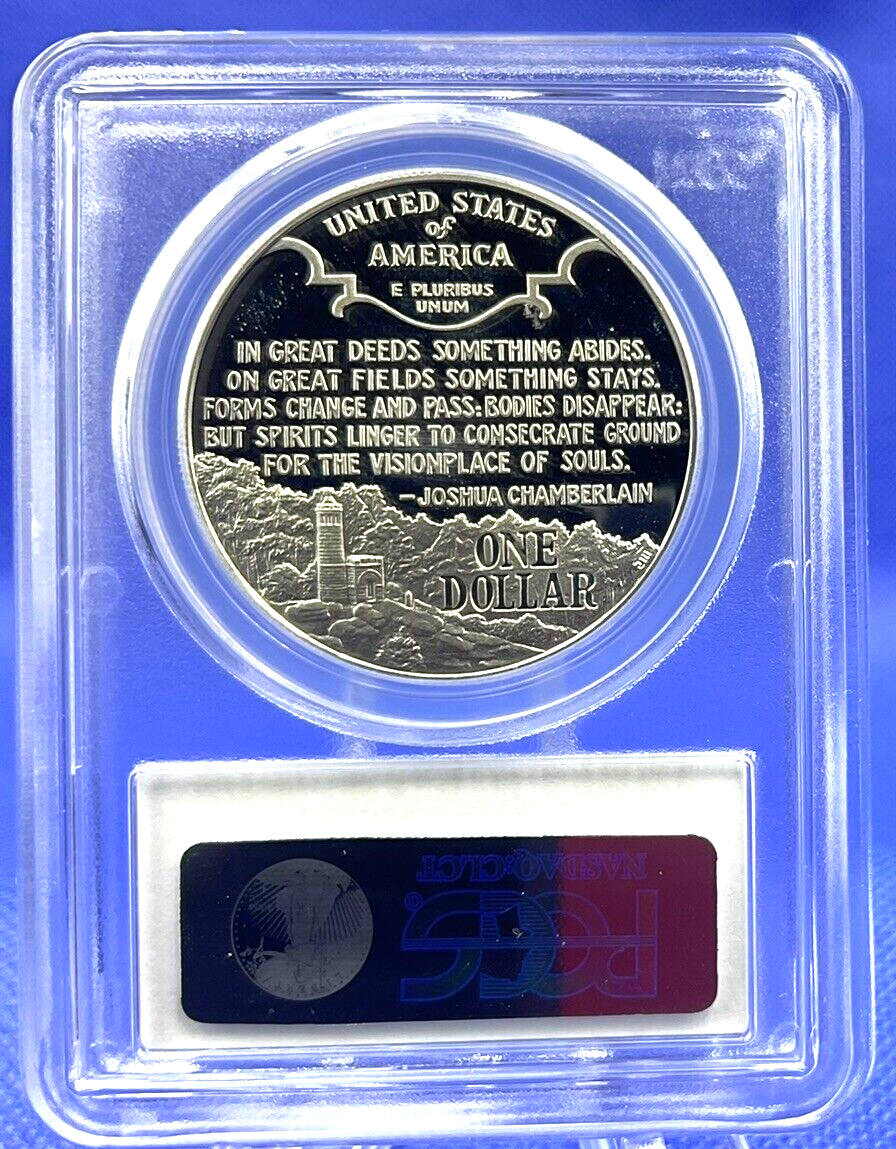 UNITED STATES
of
AMERICA
E PLURIBUS
UNUM
IN GREAT DEEDS SOMETHING ABIDES.
ON GREAT FIELDS SOMETHING STAYS.
FORMS CHANGE AND PASS: BODIES DISAPPEAR:
BUT SPIRITS LINGER TO CONSECRATE GROUND
FOR THE VISIONPLACE OF SOULS.
—JOSHUA CHAMBERLAIN
ONE
DOLLAR
NASDAQ:CLCT
PCGS®